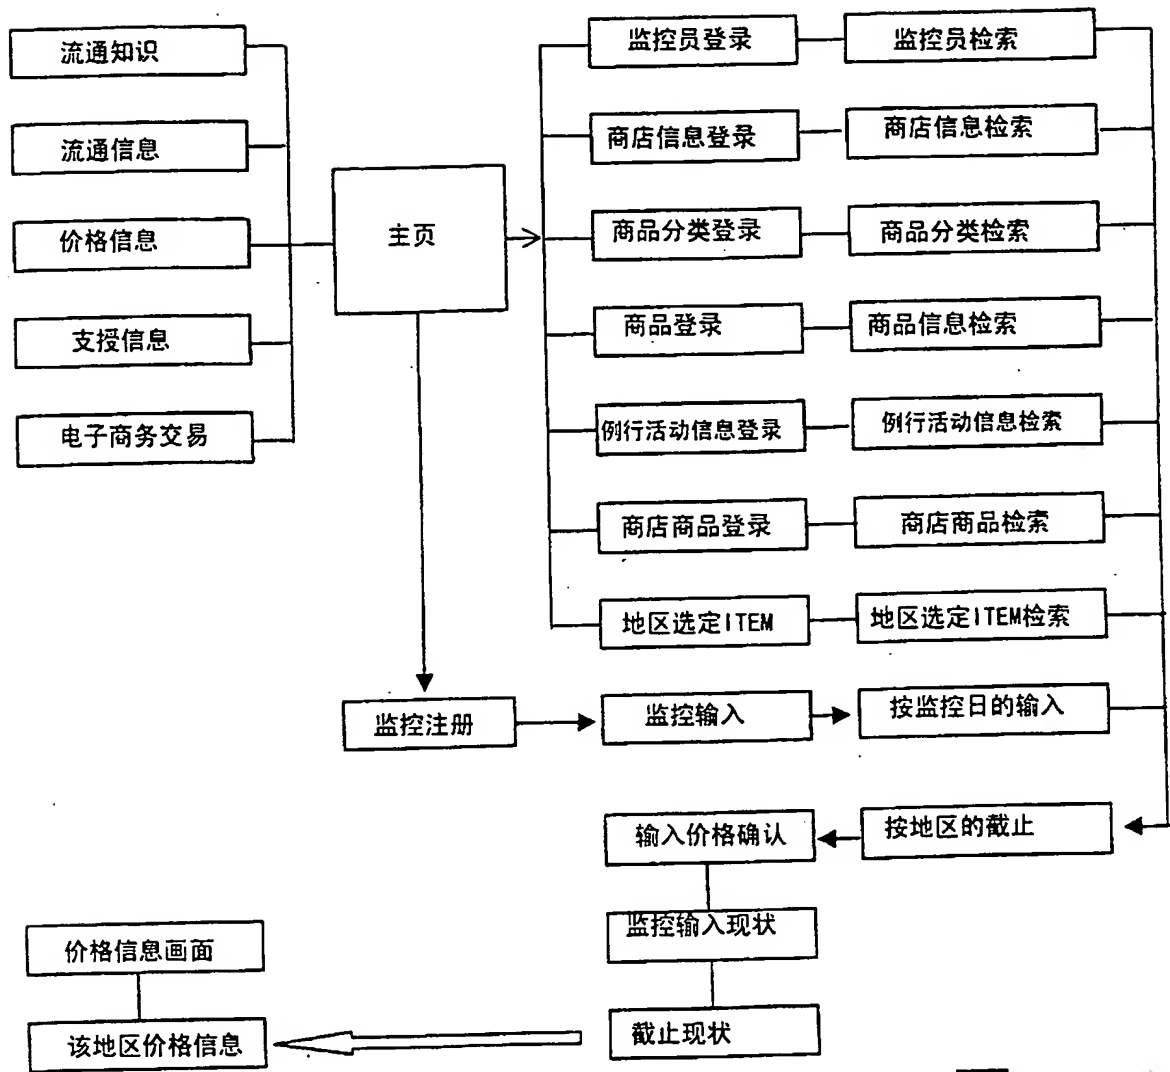 流通知识
流通信息
价格信息
支授信息
电子商务交易
主页
监控员登录
监控员检索
商店信息登录
商店信息检索
商品分类登录
商品分类检索
商品登录
商品信息检索
例行活动信息登录
例行活动信息检索
商店商品登录
商店商品检索
地区选定ITEM
地区选定ITEM检索
监控注册
监控输入
按监控日的输入
输入价格确认
按地区的截止
监控输入现状
截止现状
价格信息画面
该地区价格信息